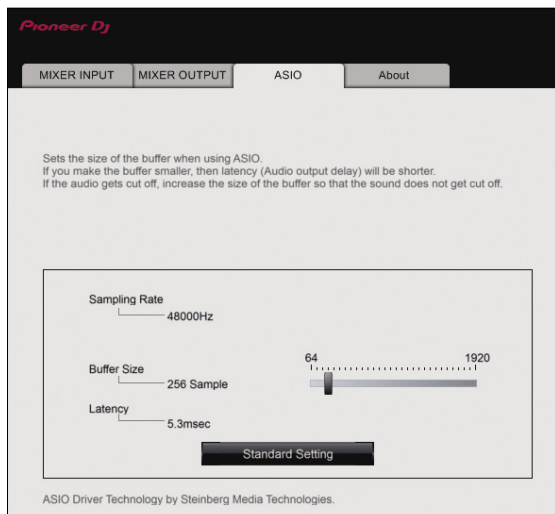 Pioneer Dj
MIXER INPUT MIXER OUTPUT ASIO About
Sets the size of the buffer when using ASIO.
If you make the buffer smaller, then latency (Audio output delay) will be shorter.
If the audio gets cut off, increase the size of the buffer so that the sound does not get cut off.
Sampling Rate
48000Hz
64 1920
Buffer Size
256 Sample
Latency
5.3msec
Standard Setting
ASIO Driver Technology by Steinberg Media Technologies.